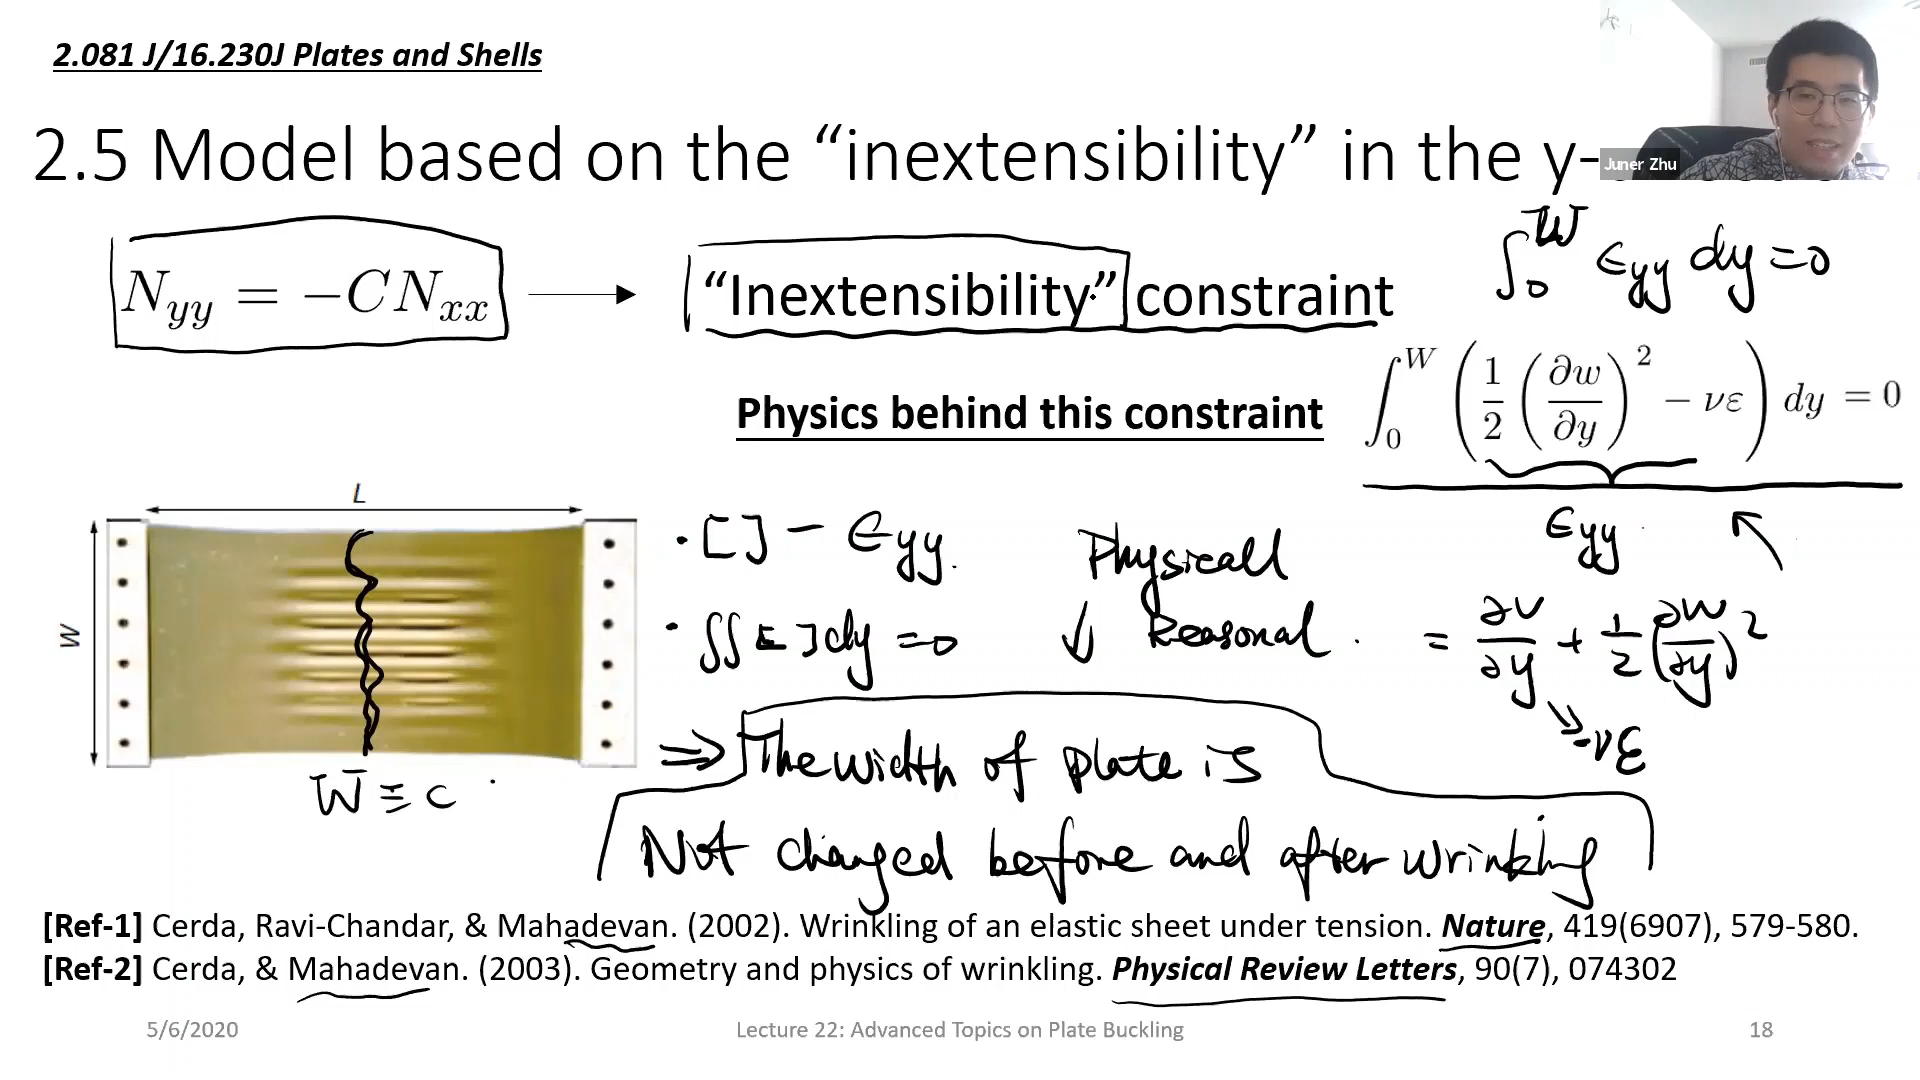 2.081 J/16.230J Plates and Shells
Juner Zhu
2.5 Model based on the “inextensibility” in the y-
N_yy = −CN_xx
“Inextensibility” constraint
∫_0^W ϵ_yy dy = 0
Physics behind this constraint
∫_0^W (1/2 (∂w/∂y)^2 − νε) dy = 0
ϵ_yy
= ∂v/∂y + 1/2 (∂w/∂y)^2
-νε
L
W
W ≡ C
· [ ] − ϵ_yy.
· ∫∫ [ ] dy = 0
Physicall
↓ Reasonal.
⇒ The width of plate is
Not changed before and after wrinkling
[Ref-1] Cerda, Ravi-Chandar, & Mahadevan. (2002). Wrinkling of an elastic sheet under tension. Nature, 419(6907), 579-580.
[Ref-2] Cerda, & Mahadevan. (2003). Geometry and physics of wrinkling. Physical Review Letters, 90(7), 074302
5/6/2020
Lecture 22: Advanced Topics on Plate Buckling
18